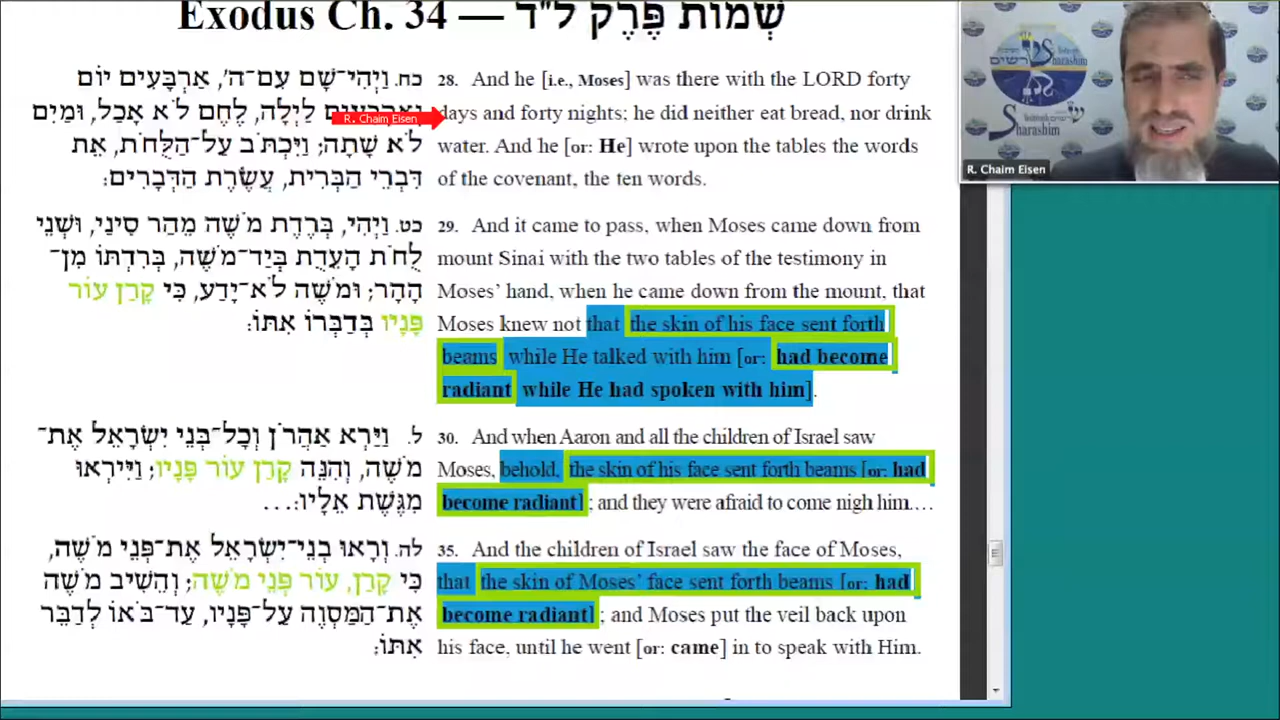 Exodus Ch. 34 — שְׁמוֹת פֶּרֶק ל״ד
כח. וַיְהִי־שָׁם עִם־ה׳, אַרְבָּעִים יוֹם
לַיְלָה, לֶחֶם לֹא אָכַל, וּמַיִם
לֹא שָׁתָה; וַיִּכְתֹּב עַל־הַלֻּחֹת, אֵת
דִּבְרֵי הַבְּרִית, עֲשֶׂרֶת הַדְּבָרִים:
כט. וַיְהִי, בְּרֶדֶת מֹשֶׁה מֵהַר סִינַי, וּשְׁנֵי
לֻחֹת הָעֵדֻת בְּיַד־מֹשֶׁה, בְּרִדְתּוֹ מִן־
הָהָר; וּמֹשֶׁה לֹא־יָדַע, כִּי קָרַן עוֹר
פָּנָיו בְּדַבְּרוֹ אִתּוֹ:
ל. וַיַּרְא אַהֲרֹן וְכָל־בְּנֵי יִשְׂרָאֵל אֶת־
מֹשֶׁה, וְהִנֵּה קָרַן עוֹר פָּנָיו; וַיִּירְאוּ
מִגֶּשֶׁת אֵלָיו:...
לה. וְרָאוּ בְנֵי־יִשְׂרָאֵל אֶת־פְּנֵי מֹשֶׁה,
כִּי קָרַן, עוֹר פְּנֵי מֹשֶׁה; וְהֵשִׁיב מֹשֶׁה
אֶת־הַמַּסְוֶה עַל־פָּנָיו, עַד־בֹּאוֹ לְדַבֵּר
אִתּוֹ:
R. Chaim Eisen
28. And he [i.e., Moses] was there with the LORD forty
days and forty nights; he did neither eat bread, nor drink
water. And he [or: He] wrote upon the tables the words
of the covenant, the ten words.
29. And it came to pass, when Moses came down from
mount Sinai with the two tables of the testimony in
Moses’ hand, when he came down from the mount, that
Moses knew not that the skin of his face sent forth
beams while He talked with him [or: had become
radiant while He had spoken with him].
30. And when Aaron and all the children of Israel saw
Moses, behold, the skin of his face sent forth beams [or: had
become radiant]; and they were afraid to come nigh him....
35. And the children of Israel saw the face of Moses,
that the skin of Moses’ face sent forth beams [or: had
become radiant]; and Moses put the veil back upon
his face, until he went [or: came] in to speak with Him.
Sharashim
Sharashim
R. Chaim Eisen